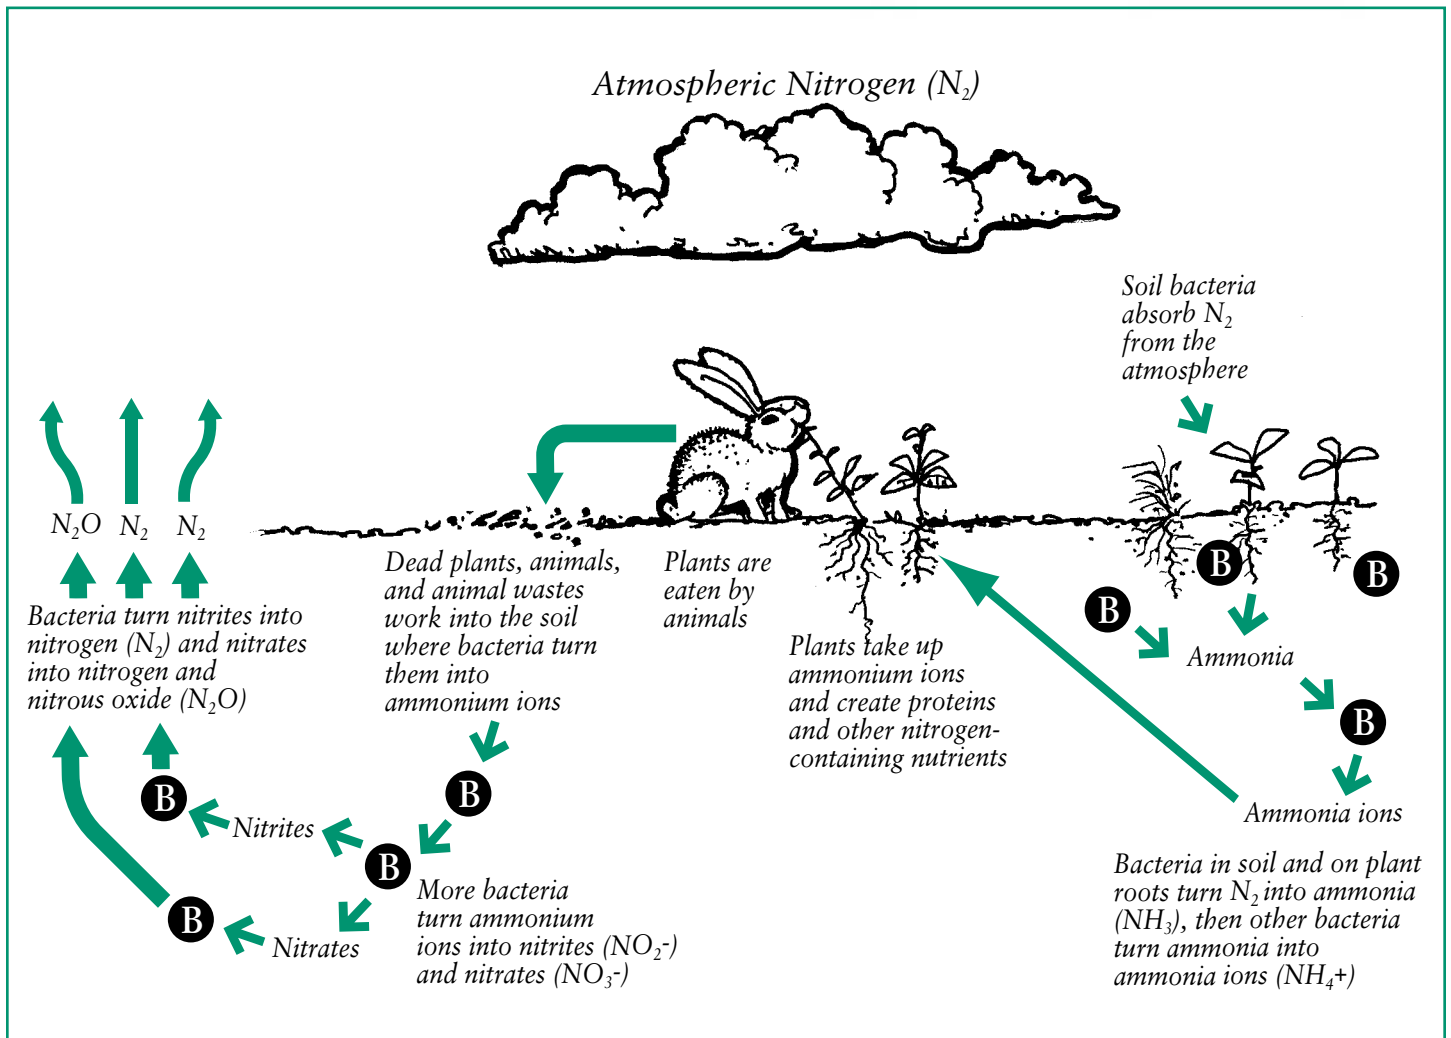 Atmospheric Nitrogen (N₂)
Soil bacteria
absorb N₂
from the
atmosphere
N₂O
N₂
N₂
Bacteria turn nitrites into
nitrogen (N₂) and nitrates
into nitrogen and
nitrous oxide (N₂O)
Dead plants, animals,
and animal wastes
work into the soil
where bacteria turn
them into
ammonium ions
Plants are
eaten by
animals
Plants take up
ammonium ions
and create proteins
and other nitrogen-
containing nutrients
B
B
B
Ammonia
B
Ammonia ions
Bacteria in soil and on plant
roots turn N₂ into ammonia
(NH₃), then other bacteria
turn ammonia into
ammonia ions (NH₄+)
B
B
Nitrites
B
B
Nitrates
More bacteria
turn ammonium
ions into nitrites (NO₂-)
and nitrates (NO₃-)